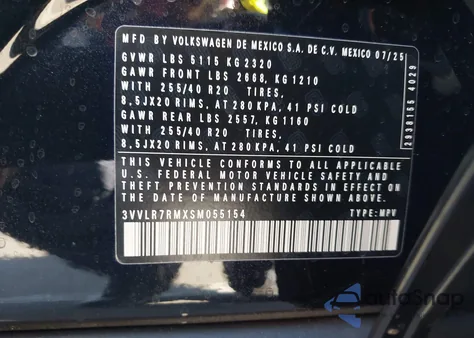 MFD BY VOLKSWAGEN DE MEXICO S.A. DE C.V. MEXICO 07/25
GVWR LBS 5115 KG 2320
GAWR FRONT LBS 2668, KG 1210
WITH 255/40 R20 TIRES,
8,5JX20 RIMS, AT 280 KPA, 41 PSI COLD
GAWR REAR LBS 2557, KG 1160
WITH 255/40 R20 TIRES,
8,5JX20 RIMS, AT 280 KPA, 41 PSI COLD
THIS VEHICLE CONFORMS TO ALL APPLICABLE
U.S. FEDERAL MOTOR VEHICLE SAFETY AND
THEFT PREVENTION STANDARDS IN EFFECT ON
THE DATE OF MANUFACTURE SHOWN ABOVE.
3VVLR7RMXSM055154 TYPE: MPV
2938155 4029
autoSnap